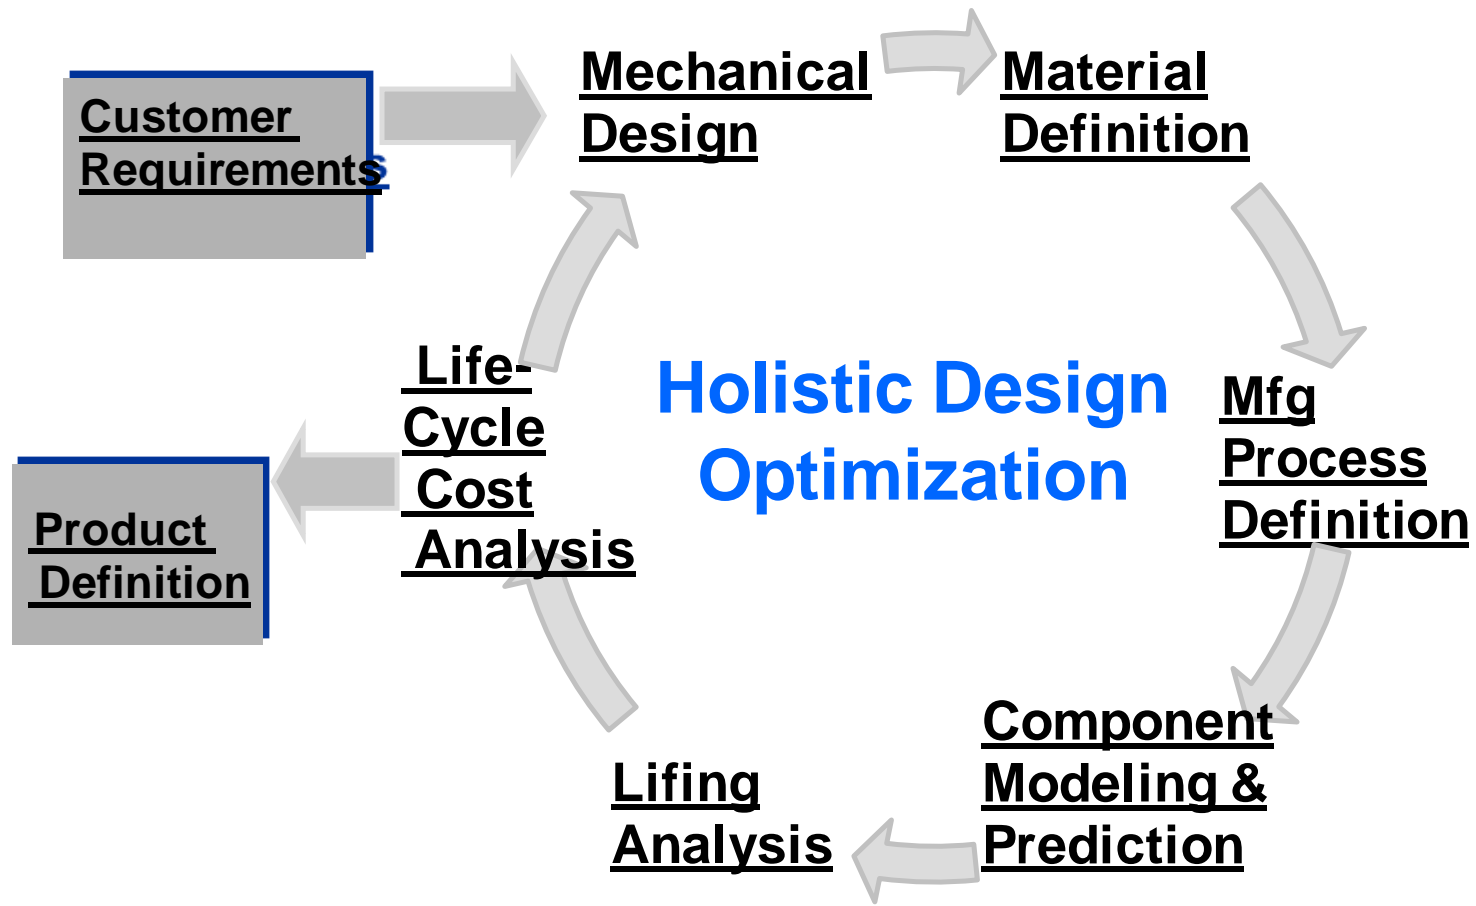 Customer
Requirements
Mechanical
Design
Material
Definition
Life-
Cycle
Cost
Analysis
Holistic Design
Optimization
Mfg
Process
Definition
Product
Definition
Lifing
Analysis
Component
Modeling &
Prediction